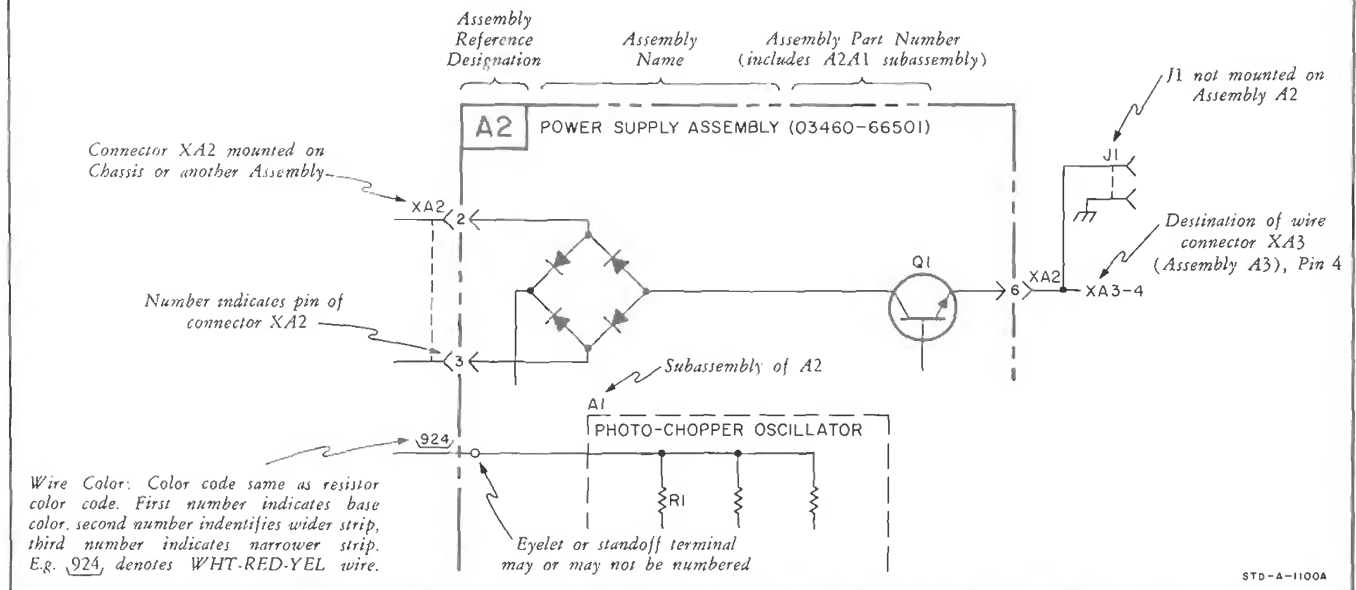 Assembly
Reference
Designation
Assembly
Name
Assembly Part Number
(includes A2A1 subassembly)
J1 not mounted on
Assembly A2
A2
POWER SUPPLY ASSEMBLY (03460-66501)
Connector XA2 mounted on
Chassis or another Assembly
XA2
2
J1
Destination of wire
connector XA3
(Assembly A3), Pin 4
Q1
6
XA2
XA3-4
Number indicates pin of
connector XA2
3
Subassembly of A2
A1
PHOTO-CHOPPER OSCILLATOR
924
R1
Wire Color: Color code same as resistor
color code. First number indicates base
color, second number indentifies wider strip,
third number indicates narrower strip.
E.g. 924 denotes WHT-RED-YEL wire.
Eyelet or standoff terminal
may or may not be numbered
STD-A-1100A